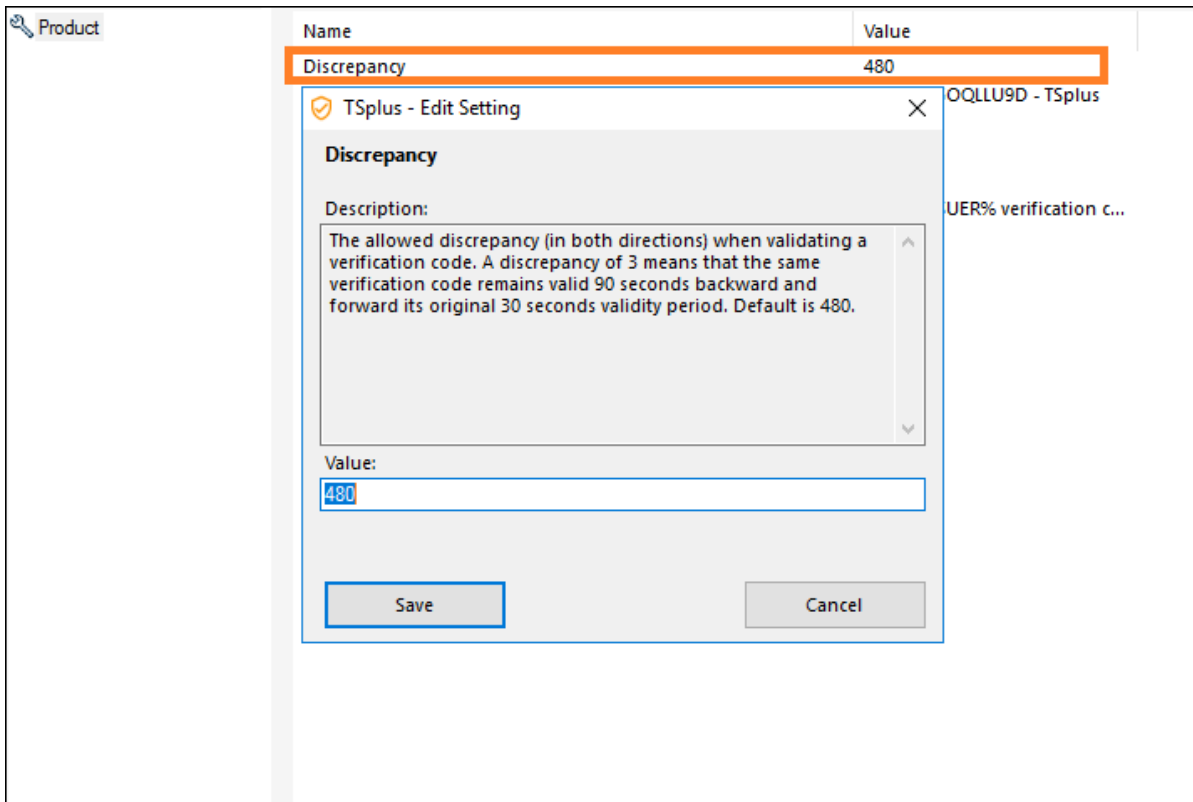 Product
Name Value
Discrepancy 480
OQLLU9D - TSplus
TSplus - Edit Setting
Discrepancy
Description:
UER% verification c...
The allowed discrepancy (in both directions) when validating a
verification code. A discrepancy of 3 means that the same
verification code remains valid 90 seconds backward and
forward its original 30 seconds validity period. Default is 480.
Value:
480
Save Cancel